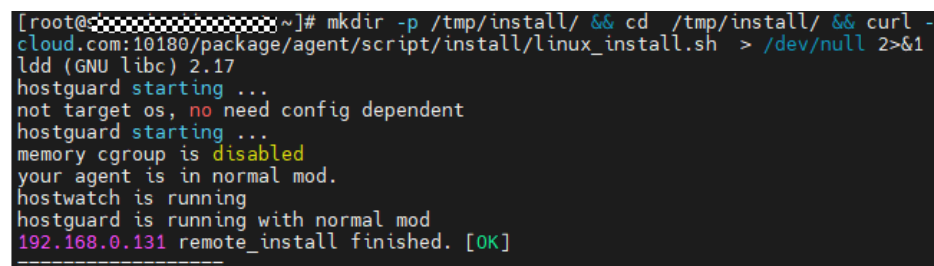 [root@s ~]# mkdir -p /tmp/install/ && cd  /tmp/install/ && curl -
cloud.com:10180/package/agent/script/install/linux_install.sh  > /dev/null 2>&1
ldd (GNU libc) 2.17
hostguard starting ...
not target os, no need config dependent
hostguard starting ...
memory cgroup is disabled
your agent is in normal mod.
hostwatch is running
hostguard is running with normal mod
192.168.0.131 remote_install finished. [OK]
------------------